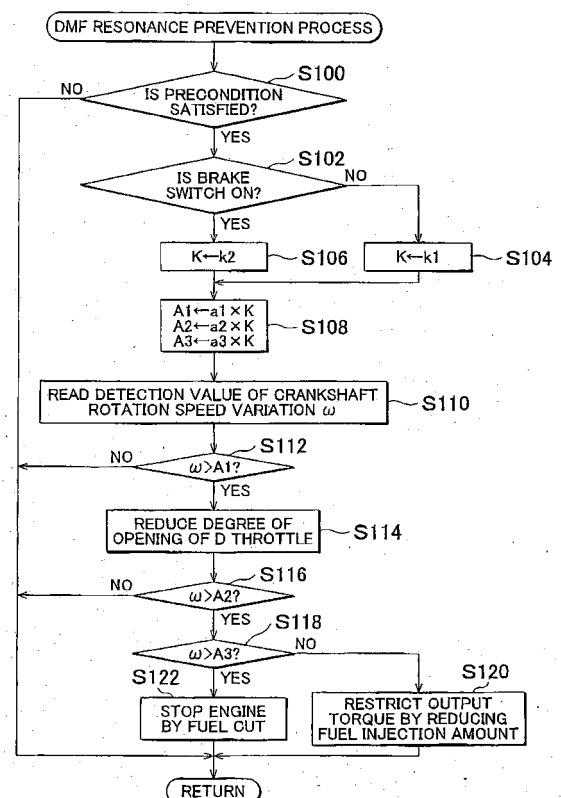 DMF RESONANCE PREVENTION PROCESS
S100
NO
IS PRECONDITION
SATISFIED?
YES
S102
IS BRAKE
SWITCH ON?
NO
YES
K←k2
S106
K←k1
S104
A1←a1×K
A2←a2×K
A3←a3×K
S108
READ DETECTION VALUE OF CRANKSHAFT
ROTATION SPEED VARIATION ω
S110
S112
NO
ω>A1?
YES
REDUCE DEGREE OF
OPENING OF D THROTTLE
S114
S116
NO
ω>A2?
YES
S118
ω>A3?
NO
S122
YES
S120
STOP ENGINE
BY FUEL CUT
RESTRICT OUTPUT
TORQUE BY REDUCING
FUEL INJECTION AMOUNT
RETURN